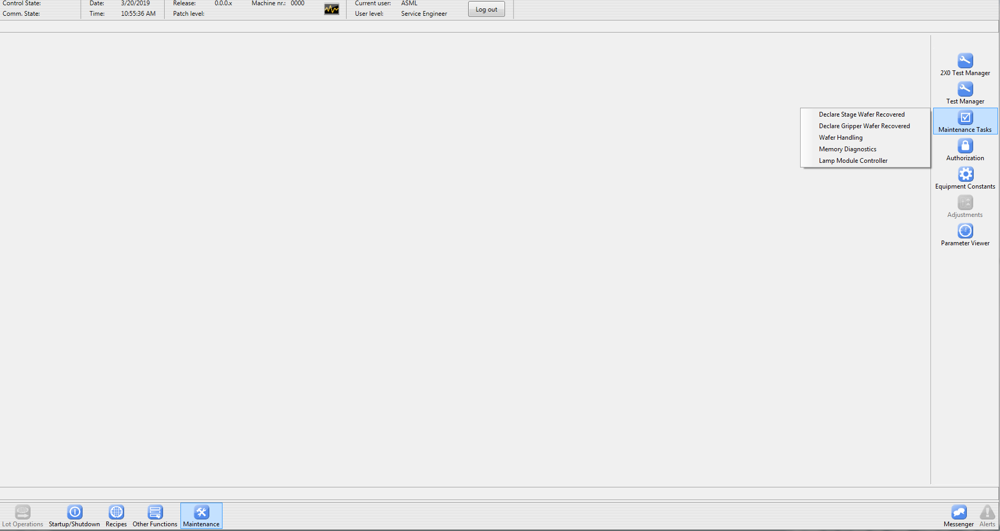 Control State: Date: 3/20/2019 Release: 0.0.0.x Machine nr.: 0000 Current user: ASML
Comm. State: Time: 10:55:36 AM Patch level: User level: Service Engineer
Log out
2X0 Test Manager
Test Manager
Maintenance Tasks
Declare Stage Wafer Recovered
Declare Gripper Wafer Recovered
Wafer Handling
Memory Diagnostics
Lamp Module Controller
Authorization
Equipment Constants
Adjustments
Parameter Viewer
Lot Operations Startup/Shutdown Recipes Other Functions Maintenance Messenger Alerts